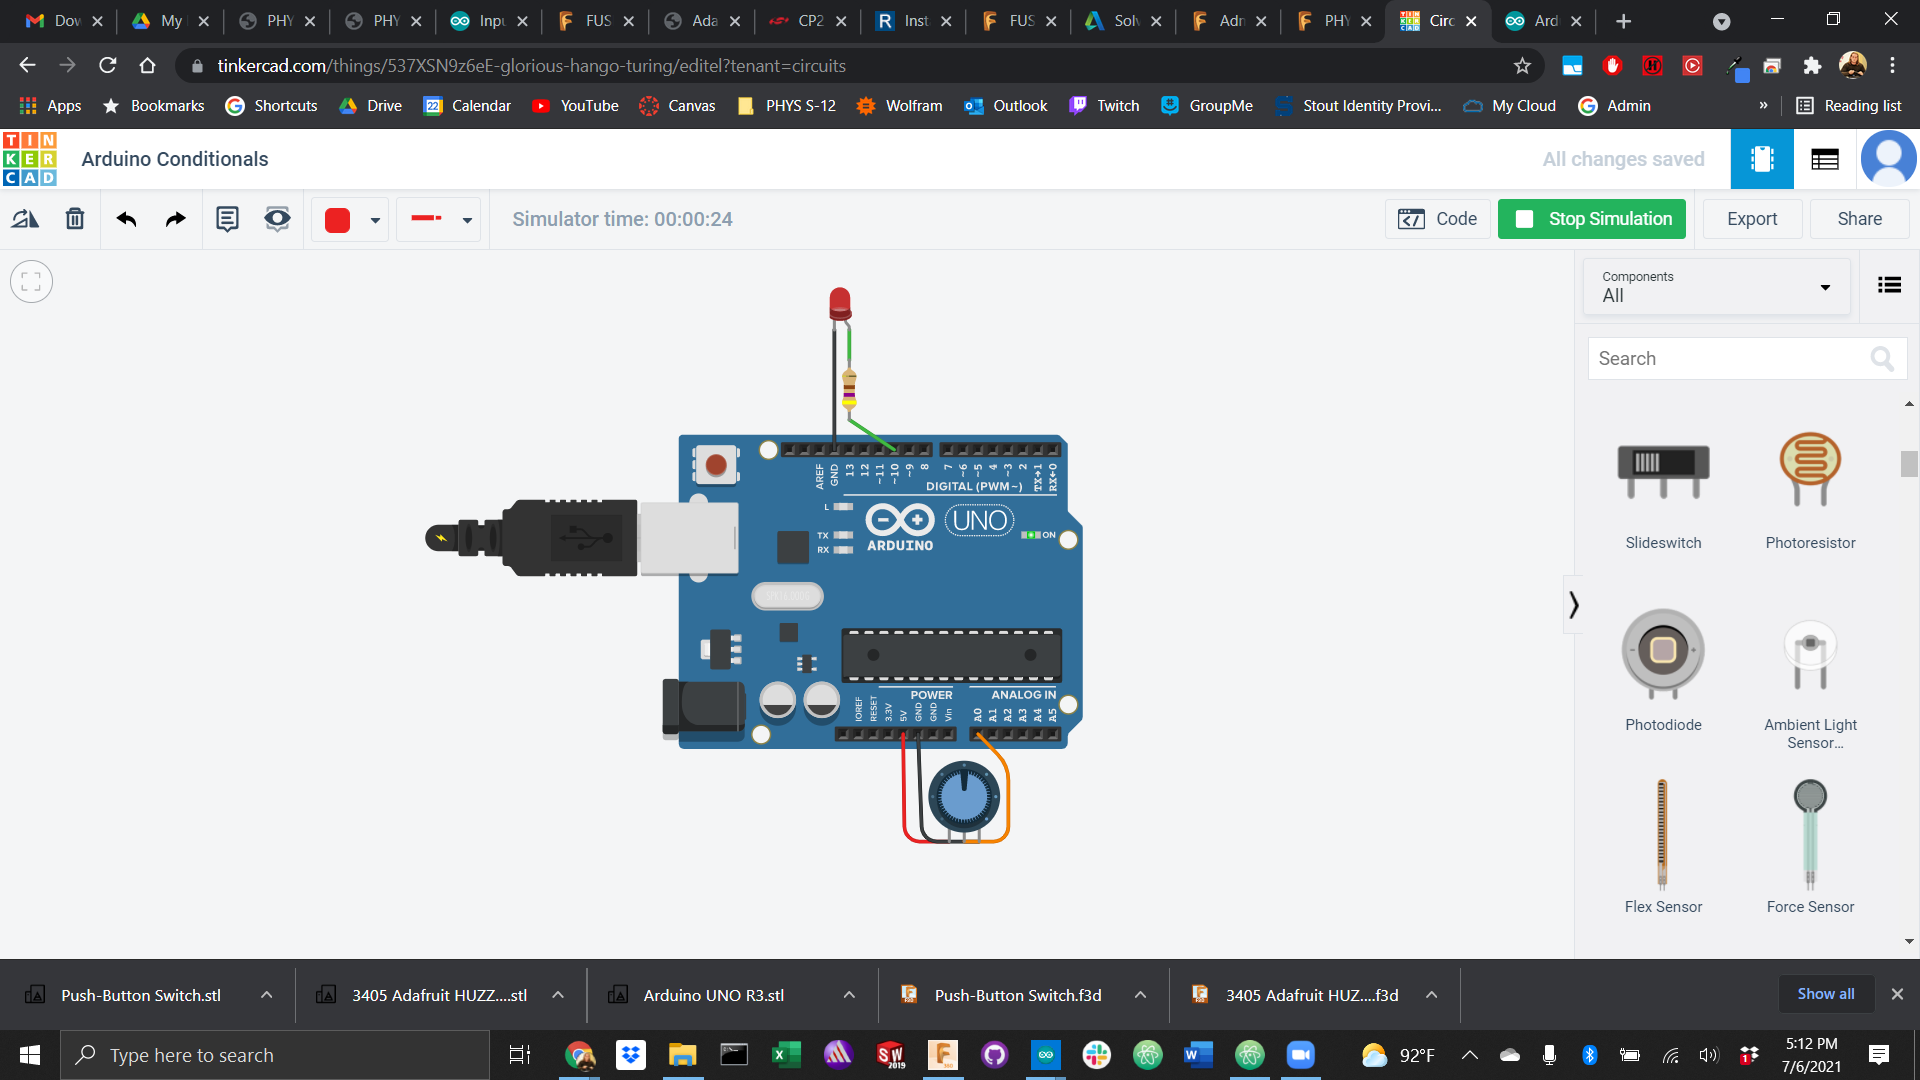 Dow
My
PHY
PHY
Inpu
FUS
Ada
CP2
Inst
FUS
Solv
Adn
PHY
Circ
Ard
tinkercad.com/things/537XSN9z6eE-glorious-hango-turing/editel?tenant=circuits
Apps
Bookmarks
Shortcuts
Drive
22
Calendar
YouTube
Canvas
PHYS S-12
Wolfram
Outlook
Twitch
GroupMe
Stout Identity Provi...
My Cloud
Admin
»
Reading list
TINKERCAD
Arduino Conditionals
All changes saved
Simulator time: 00:00:24
Code
Stop Simulation
Export
Share
Components
All
Search
Slideswitch
Photoresistor
Photodiode
Ambient Light
Sensor...
Flex Sensor
Force Sensor
AREF
GND
13
12
~11
~10
~9
8
7
~6
~5
4
~3
2
TX→1
RX←0
DIGITAL (PWM~)
L
TX
RX
ARDUINO
UNO
ON
POWER
ANALOG IN
IOREF
RESET
3.3V
5V
GND
GND
Vin
A0
A1
A2
A3
A4
A5
Push-Button Switch.stl
3405 Adafruit HUZZ....stl
Arduino UNO R3.stl
Push-Button Switch.f3d
3405 Adafruit HUZ....f3d
Show all
Type here to search
SW
2019
92°F
1
5:12 PM
7/6/2021